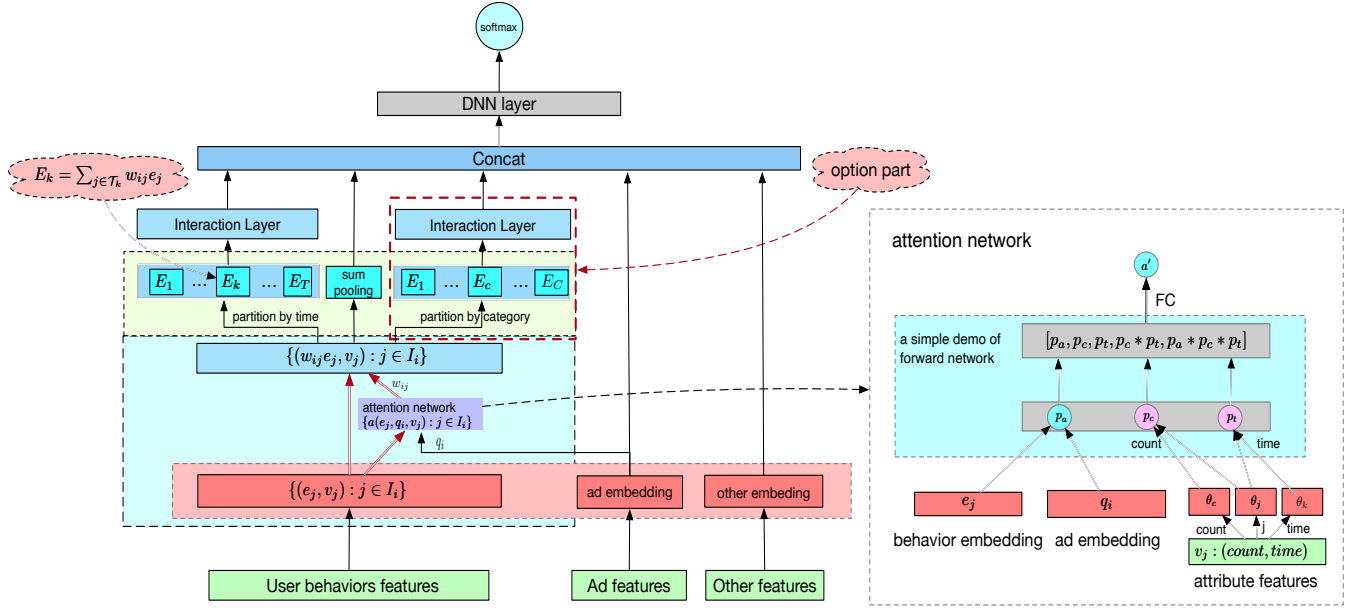 softmax
DNN layer
Concat
E_k = ∑_{j∈𝒯_k} w_{ij}e_j
option part
Interaction Layer
Interaction Layer
E_1 ... E_k ... E_T
sum
pooling
E_1 ... E_c ... E_C
partition by time
partition by category
{(w_{ij}e_j, v_j) : j ∈ I_i}
w_{ij}
attention network
{a(e_j, q_i, v_j) : j ∈ I_i}
q_i
{(e_j, v_j) : j ∈ I_i}
ad embedding
other embeding
User behaviors features
Ad features
Other features
attention network
a′
FC
a simple demo of
forward network
[p_a, p_c, p_t, p_c * p_t, p_a * p_c * p_t]
p_a
p_c
p_t
count
time
e_j
q_i
θ_c
θ_j
θ_k
behavior embedding
ad embedding
count
j
time
v_j : (count, time)
attribute features